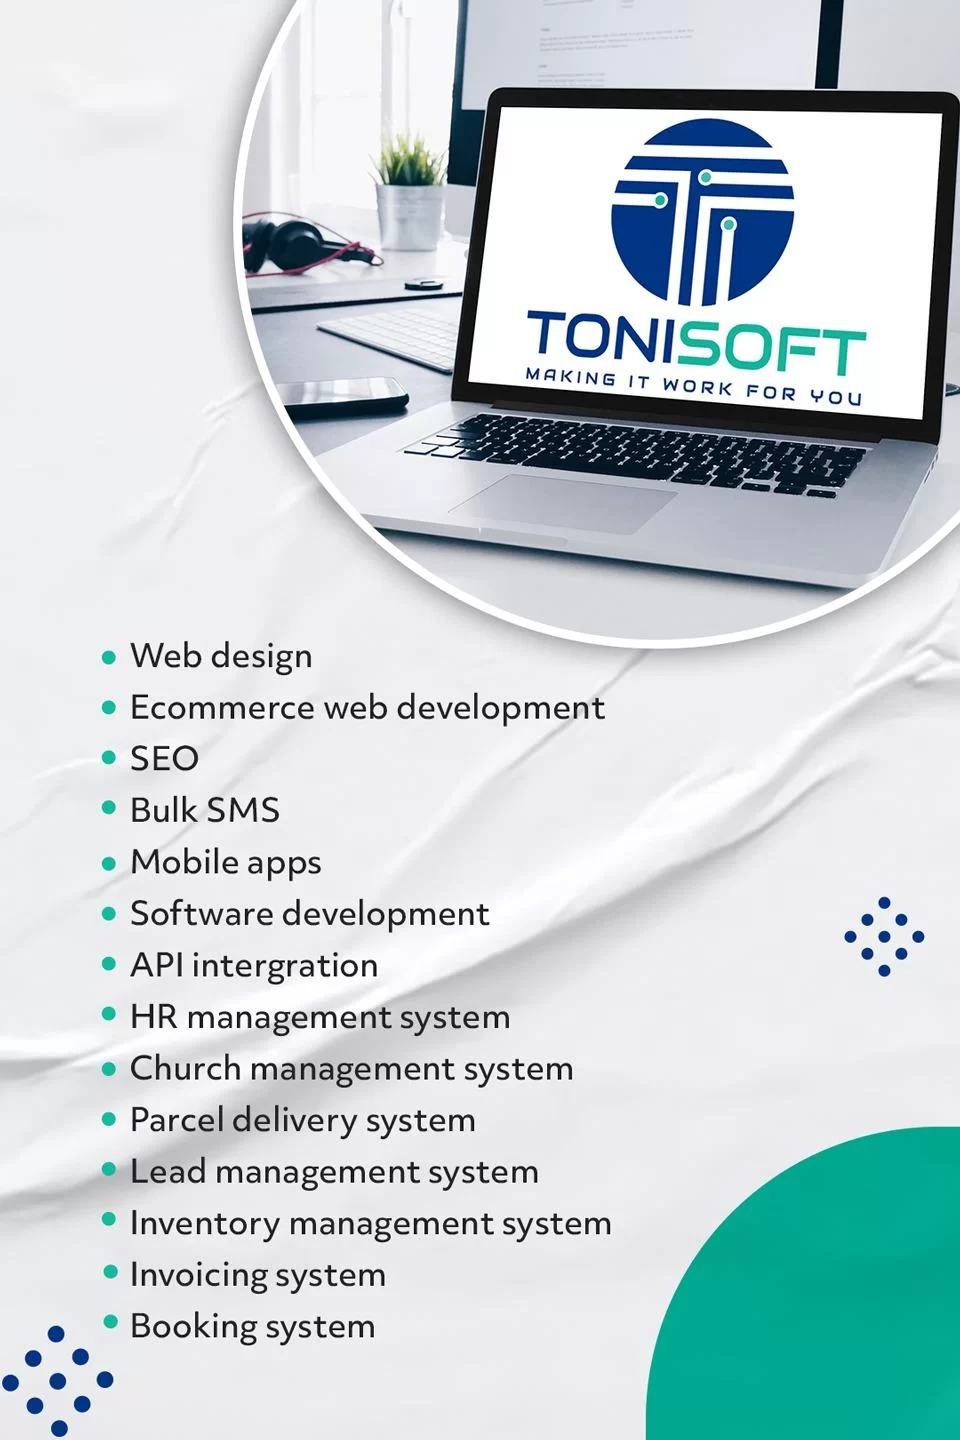 TONISOFT
MAKING IT WORK FOR YOU
Web design
Ecommerce web development
SEO
Bulk SMS
Mobile apps
Software development
API intergration
HR management system
Church management system
Parcel delivery system
Lead management system
Inventory management system
Invoicing system
Booking system